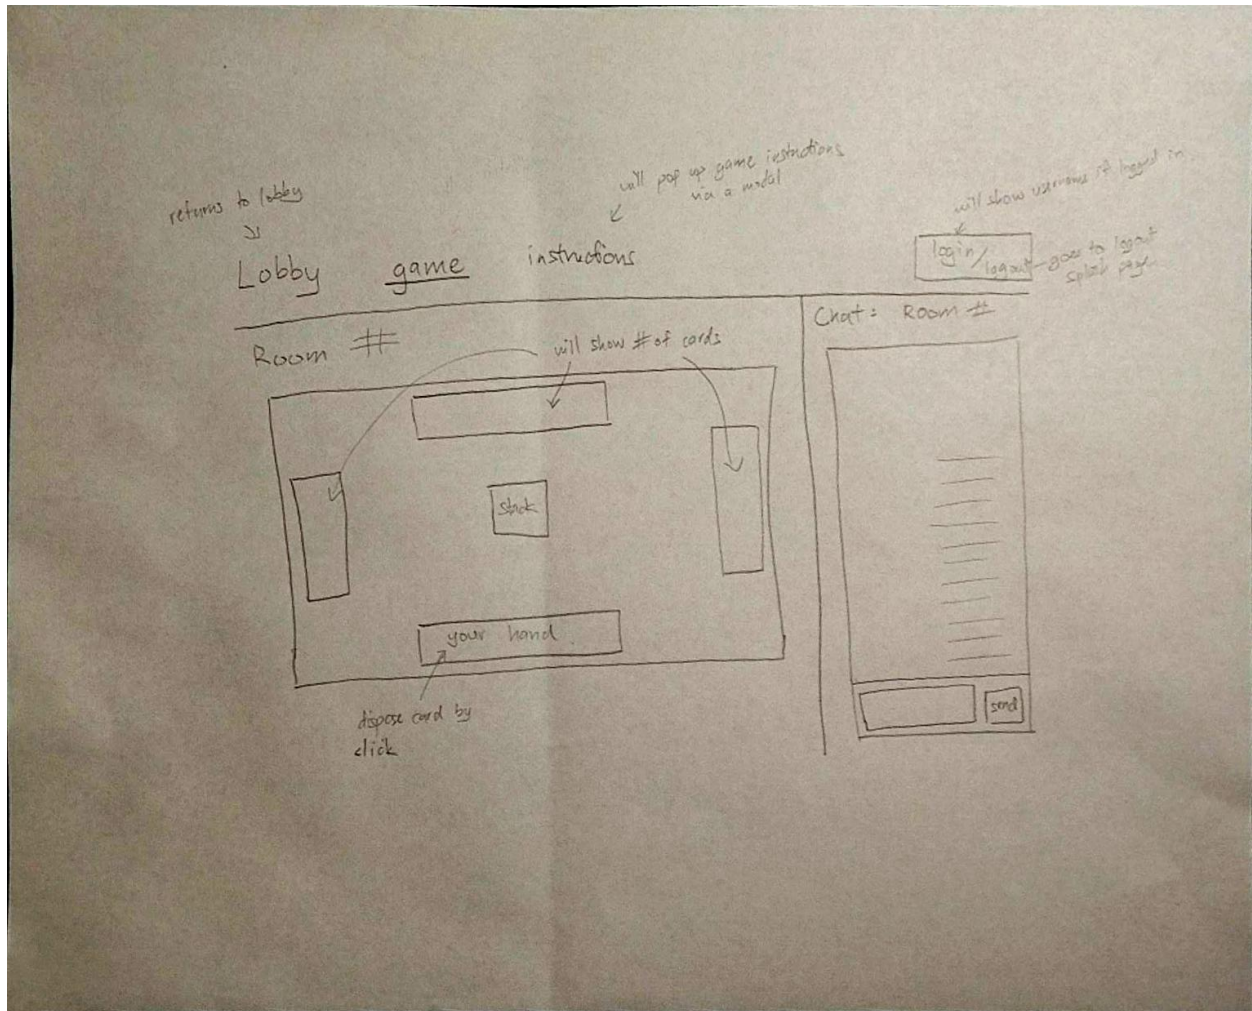 returns to lobby
will pop up game instructions
via a modal
will show username if logged in
Lobby game instructions
login/
logout
goes to logout
splash page
Room #
will show # of cards
Chat: Room #
stack
your hand
dispose card by
click
send